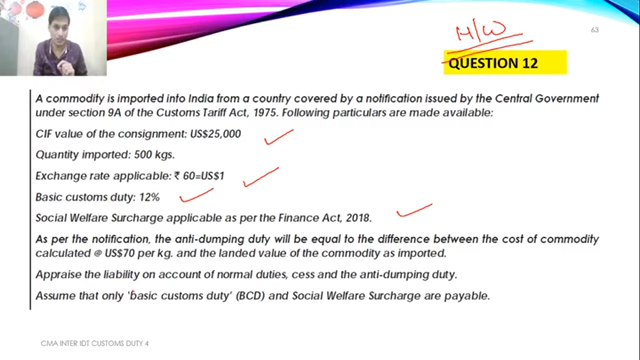 63
H/W
QUESTION 12
A commodity is imported into India from a country covered by a notification issued by the Central Government
under section 9A of the Customs Tariff Act, 1975. Following particulars are made available:
CIF value of the consignment: US$25,000
Quantity imported: 500 kgs.
Exchange rate applicable: ₹ 60=US$1
Basic customs duty: 12%
Social Welfare Surcharge applicable as per the Finance Act, 2018.
As per the notification, the anti-dumping duty will be equal to the difference between the cost of commodity
calculated @ US$70 per kg. and the landed value of the commodity as imported.
Appraise the liability on account of normal duties, cess and the anti-dumping duty.
Assume that only 'basic customs duty' (BCD) and Social Welfare Surcharge are payable.
CMA INTER IDT CUSTOMS DUTY 4